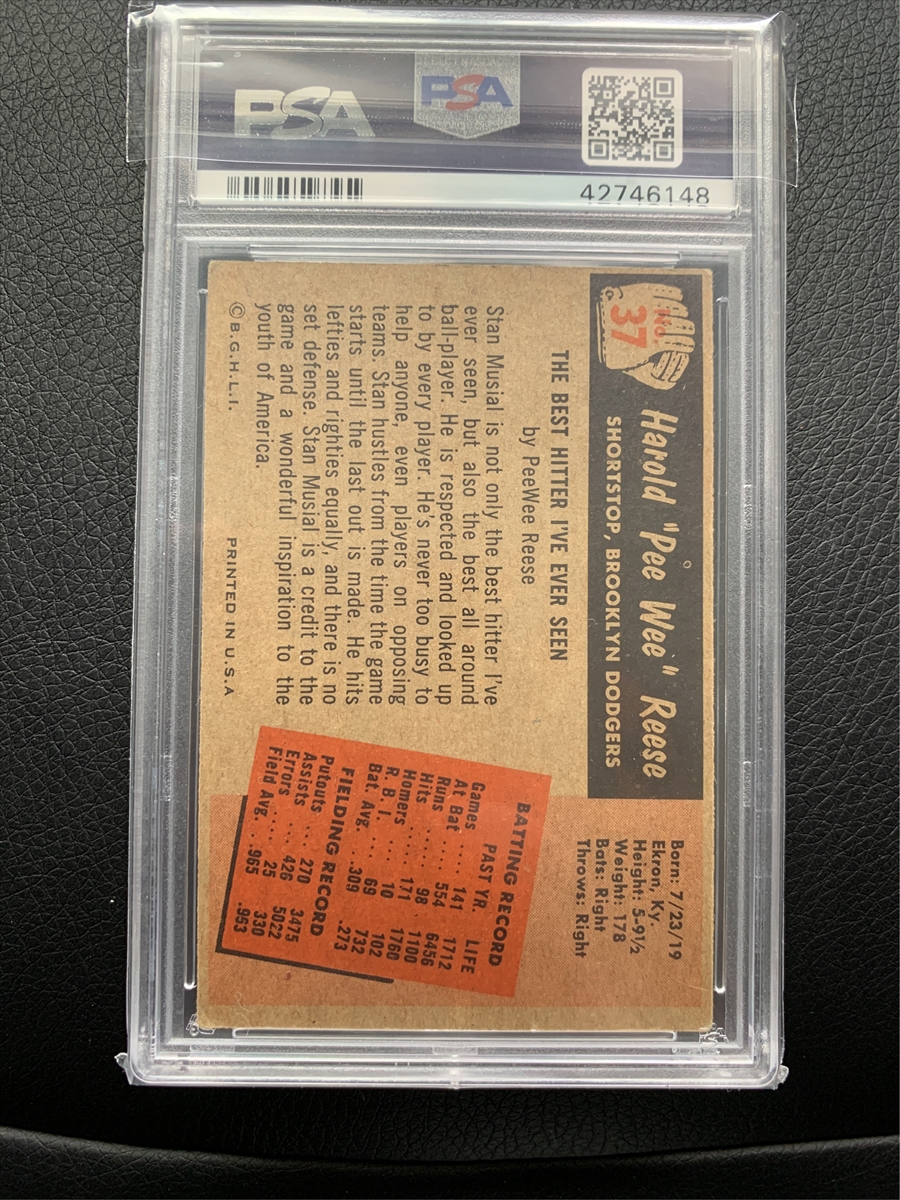 PSA
PSA
42746148
No.
37
Harold "Pee Wee" Reese
SHORTSTOP, BROOKLYN DODGERS
Born: 7/23/19
Ekron, Ky.
Height: 5-9½
Weight: 178
Bats: Right
Throws: Right
THE BEST HITTER I'VE EVER SEEN
by PeeWee Reese
Stan Musial is not only the best hitter I've
ever seen, but also the best all around
ball-player. He is respected and looked up
to by every player. He's never too busy to
help anyone, even players on opposing
teams. Stan hustles from the time the game
starts until the last out is made. He hits
lefties and righties equally, and there is no
set defense. Stan Musial is a credit to the
game and a wonderful inspiration to the
youth of America.
BATTING RECORD
PAST YR. LIFE
Games ..... 141 1712
At Bat ..... 554 6456
Runs ..... 98 1100
Hits ..... 171 1760
Homers .... 10 102
R. B. I. .... 69 732
Bat. Avg. .. .309 .273
FIELDING RECORD
Putouts ... 270 3475
Assists .... 426 5022
Errors .... 25 330
Field Avg. . .965 .953
©B.G.H.L.I.
PRINTED IN U.S.A